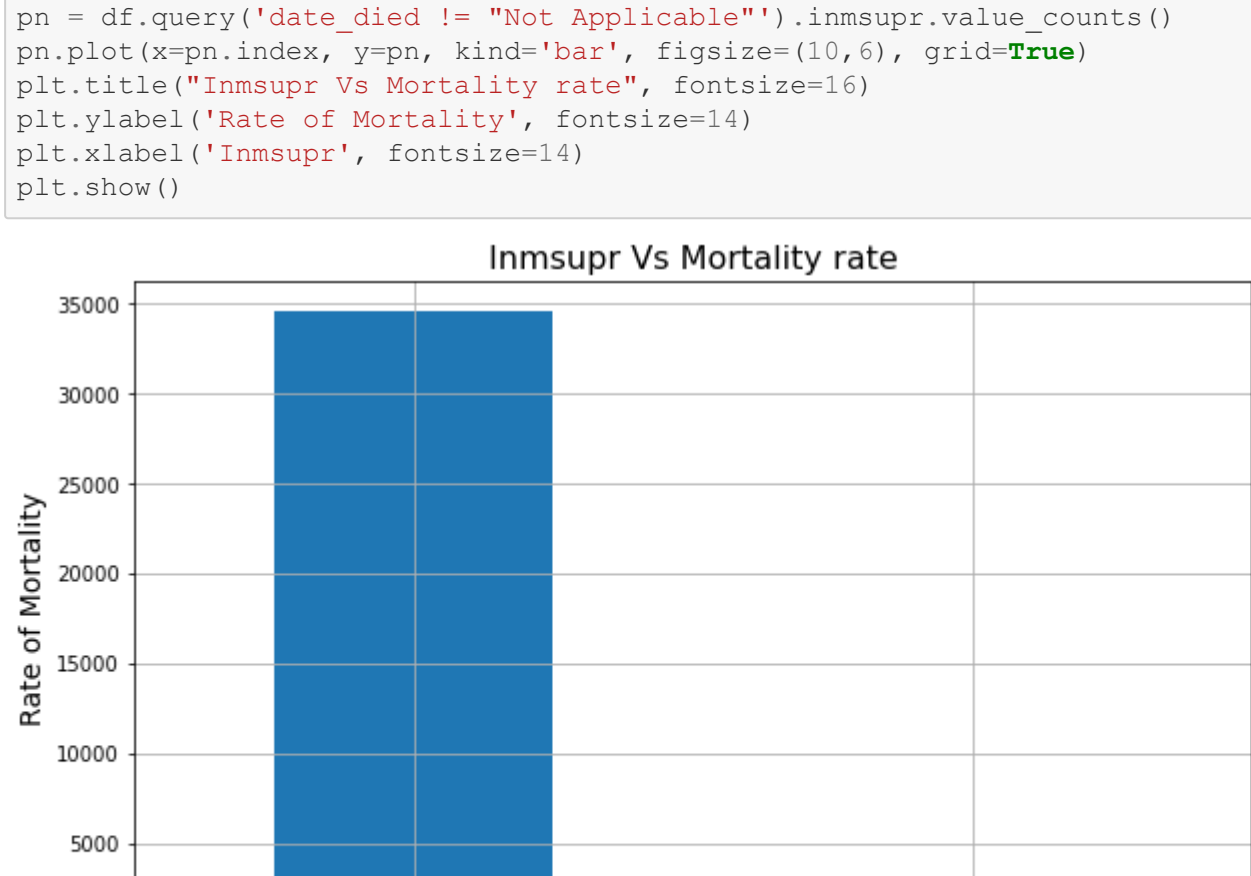 pn = df.query('date_died != "Not Applicable"').inmsupr.value_counts()
pn.plot(x=pn.index, y=pn, kind='bar', figsize=(10,6), grid=True)
plt.title("Inmsupr Vs Mortality rate", fontsize=16)
plt.ylabel('Rate of Mortality', fontsize=14)
plt.xlabel('Inmsupr', fontsize=14)
plt.show()
Inmsupr Vs Mortality rate
35000
30000
25000
20000
15000
10000
5000
Rate of Mortality